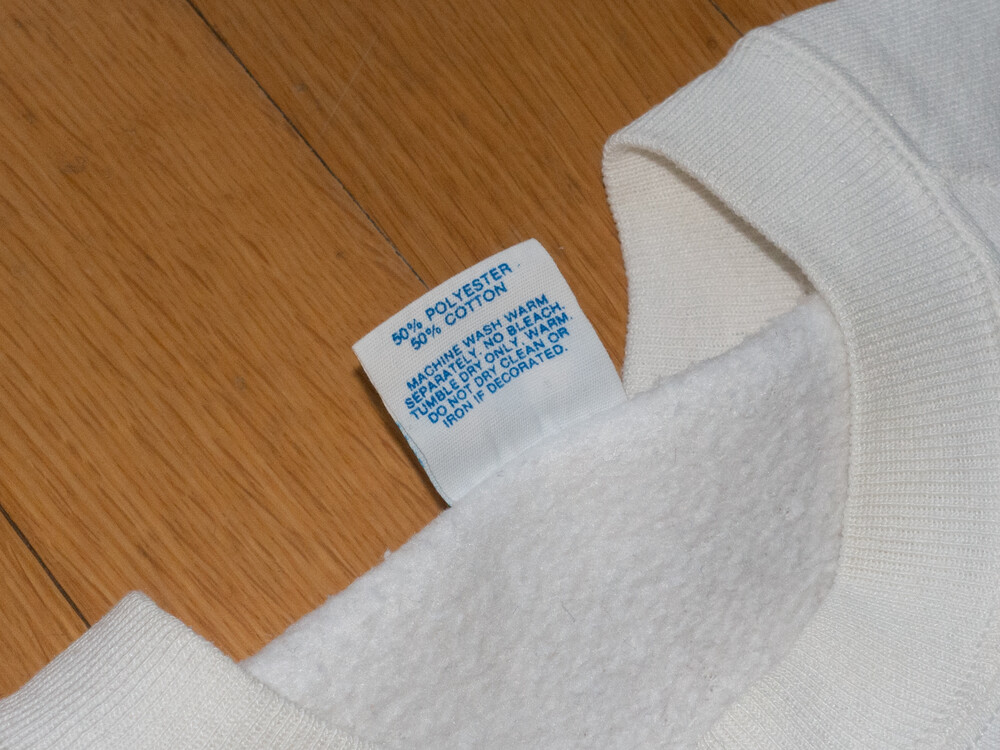 50% POLYESTER
50% COTTON
MACHINE WASH WARM
SEPARATELY. NO BLEACH.
TUMBLE DRY ONLY, WARM.
DO NOT DRY CLEAN OR
IRON IF DECORATED.